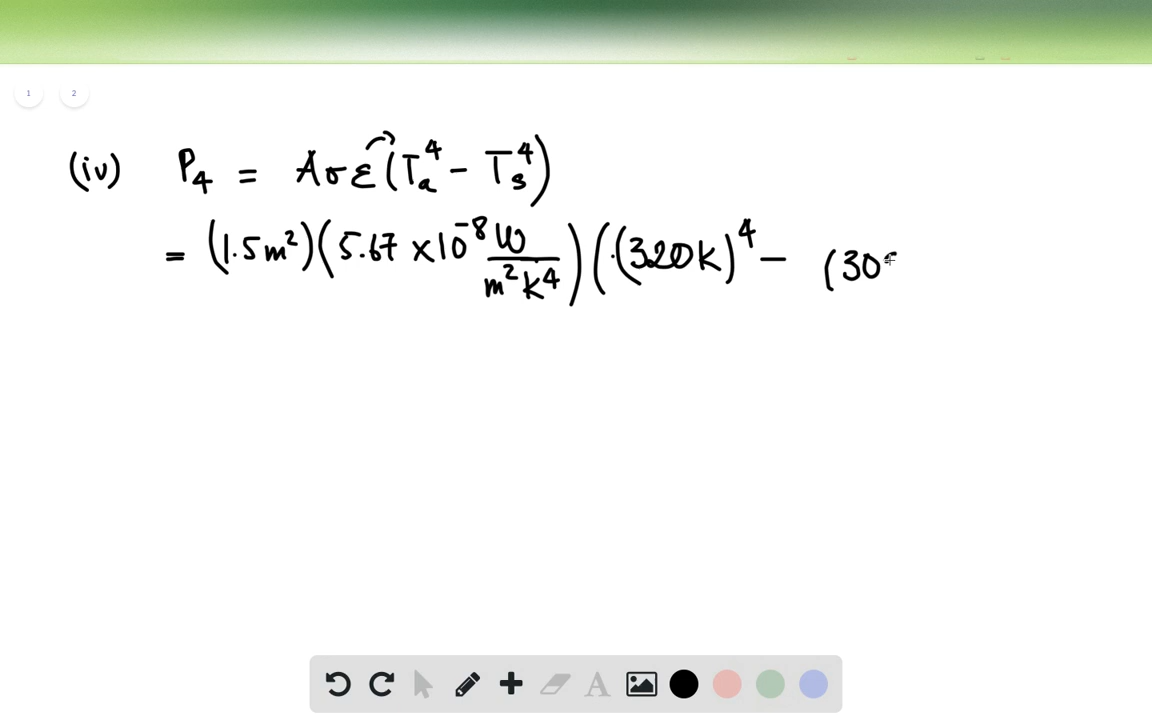 1 2
(iv) P₄ = Aσε(Tₐ⁴ - Tₛ⁴)
= (1.5m²)(5.67 ×10⁻⁸ W/m²K⁴)((320K)⁴ - (30
A